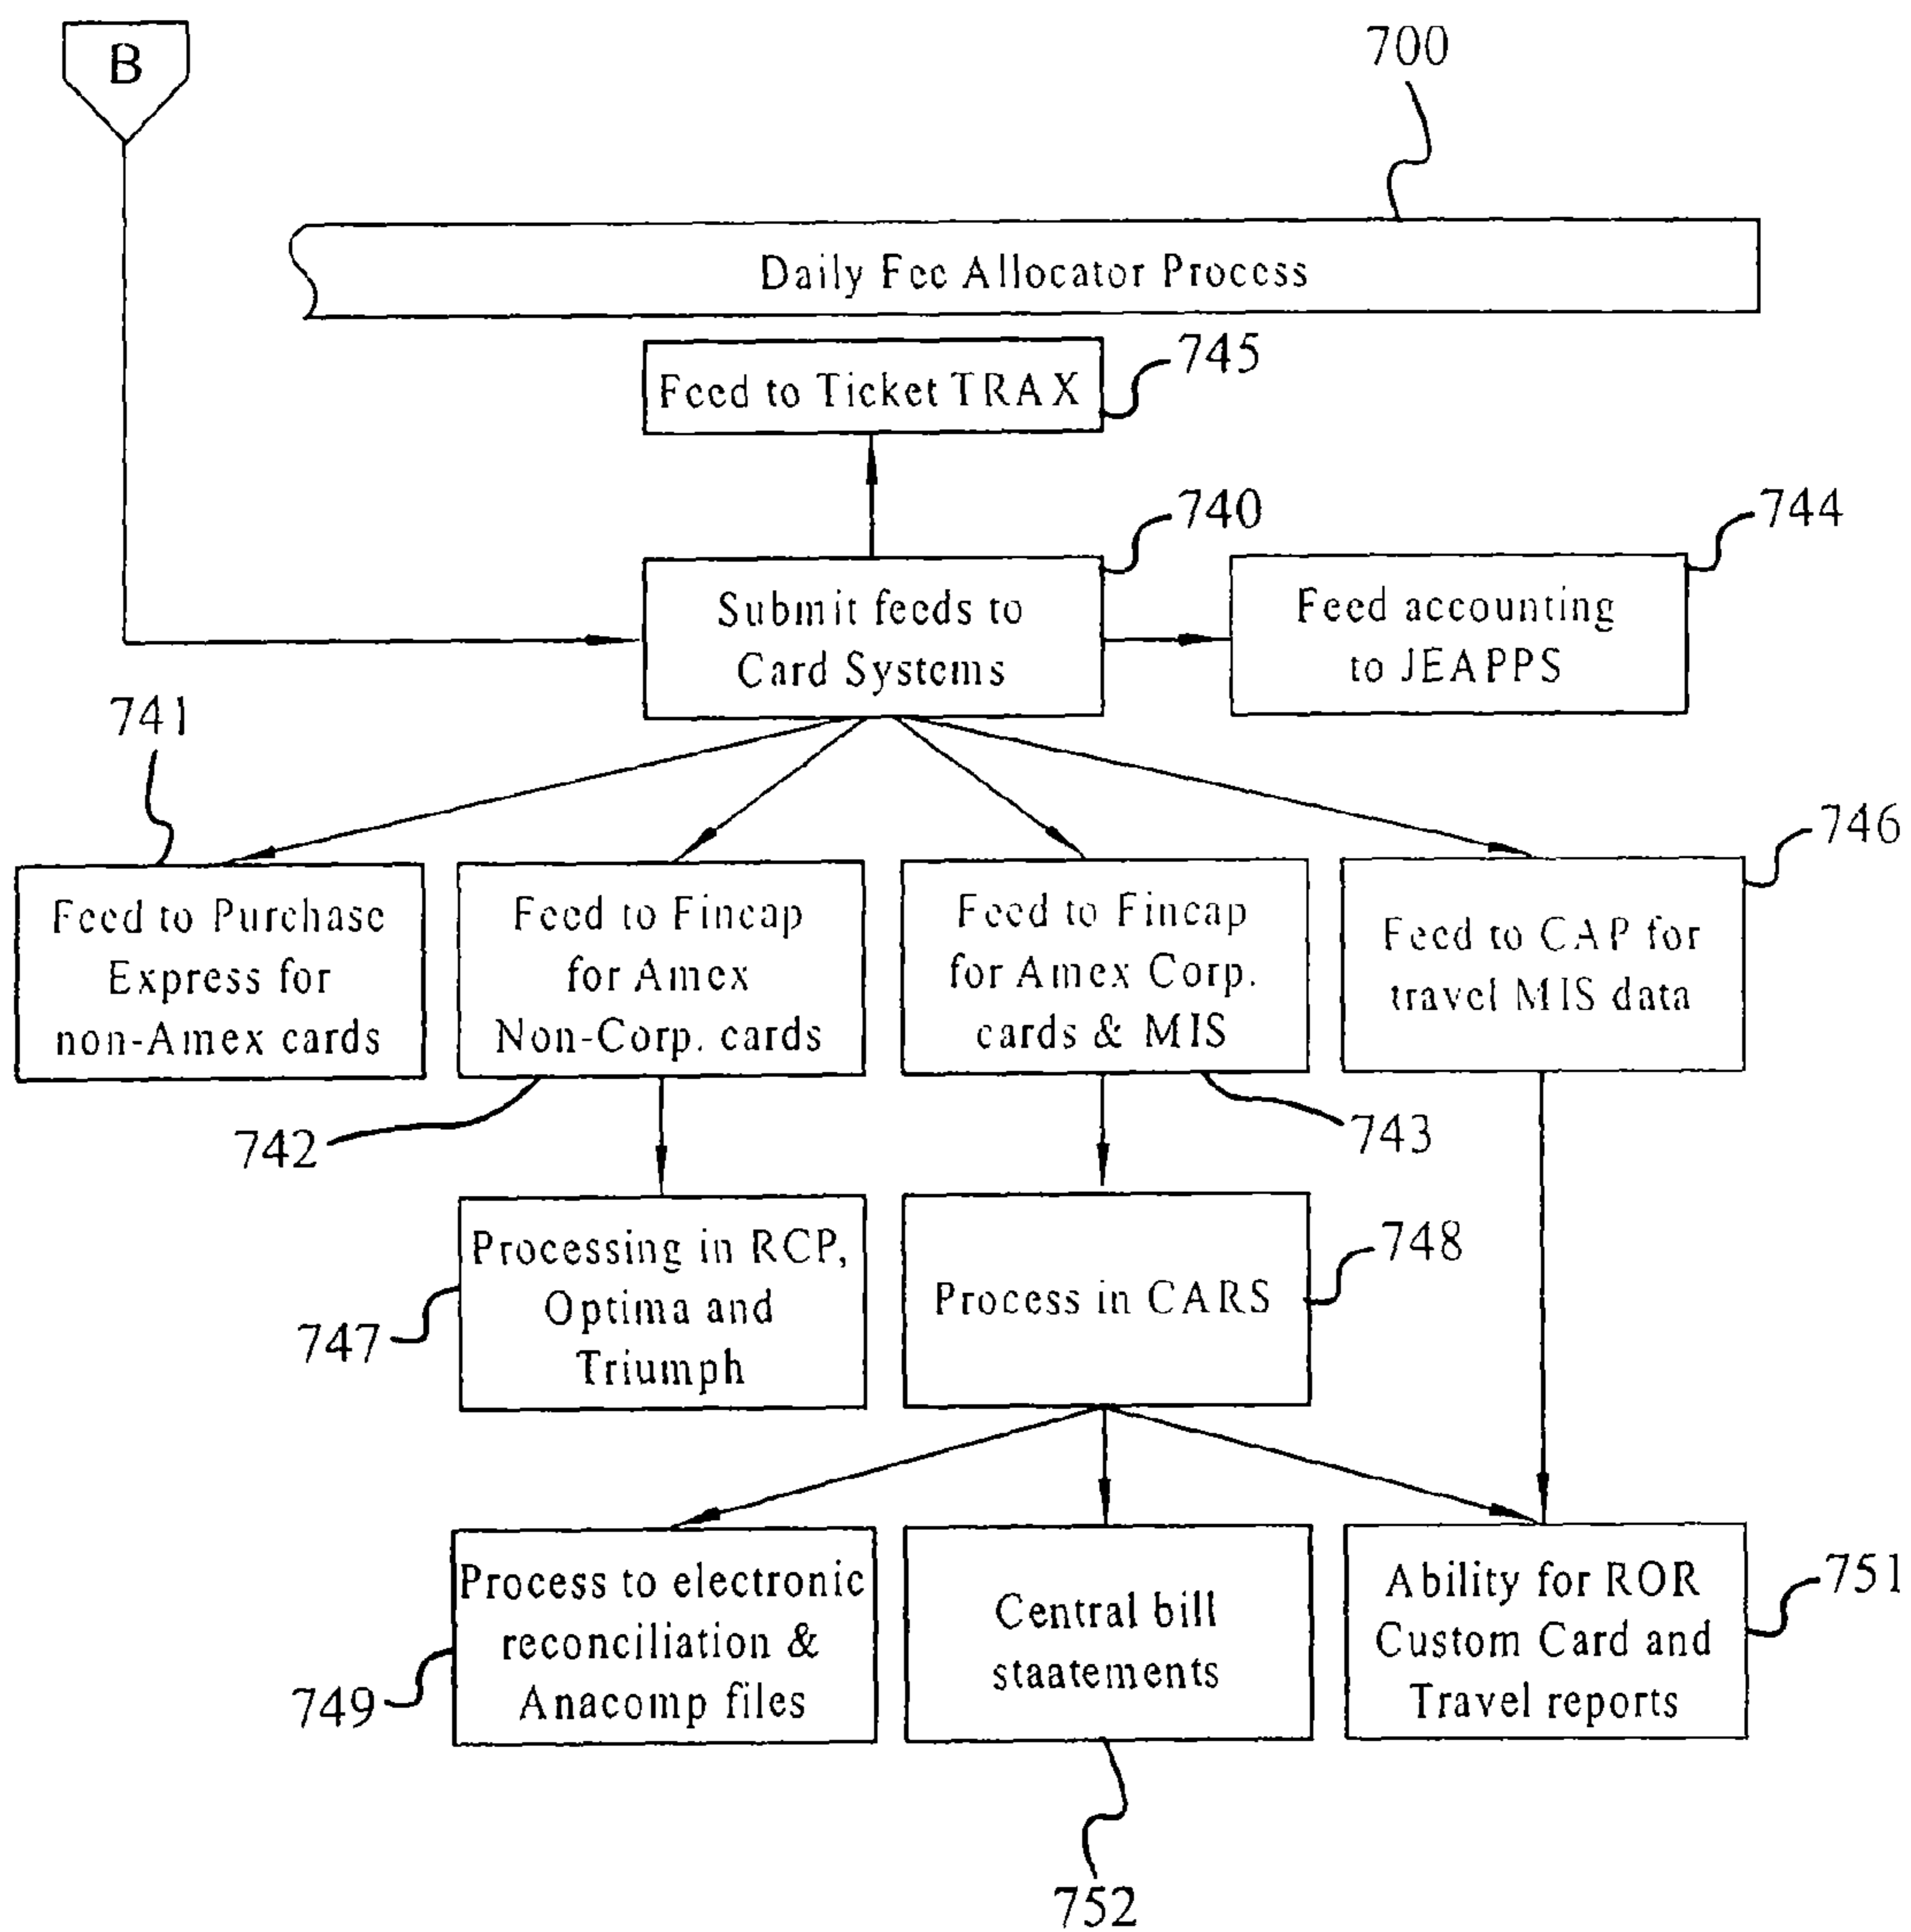 B
700
Daily Fee Allocator Process
745
Feed to Ticket TRAX
740
744
Submit feeds to
Card Systems
Feed accounting
to JEAPPS
741
746
Feed to Purchase
Express for
non-Amex cards
Feed to Fincap
for Amex
Non-Corp. cards
Feed to Fincap
for Amex Corp.
cards & MIS
Feed to CAP for
travel MIS data
742
743
Processing in RCP,
Optima and
Triumph
747
Process in CARS
748
Process to electronic
reconciliation &
Anacomp files
749
Central bill
staatements
752
Ability for ROR
Custom Card and
Travel reports
751